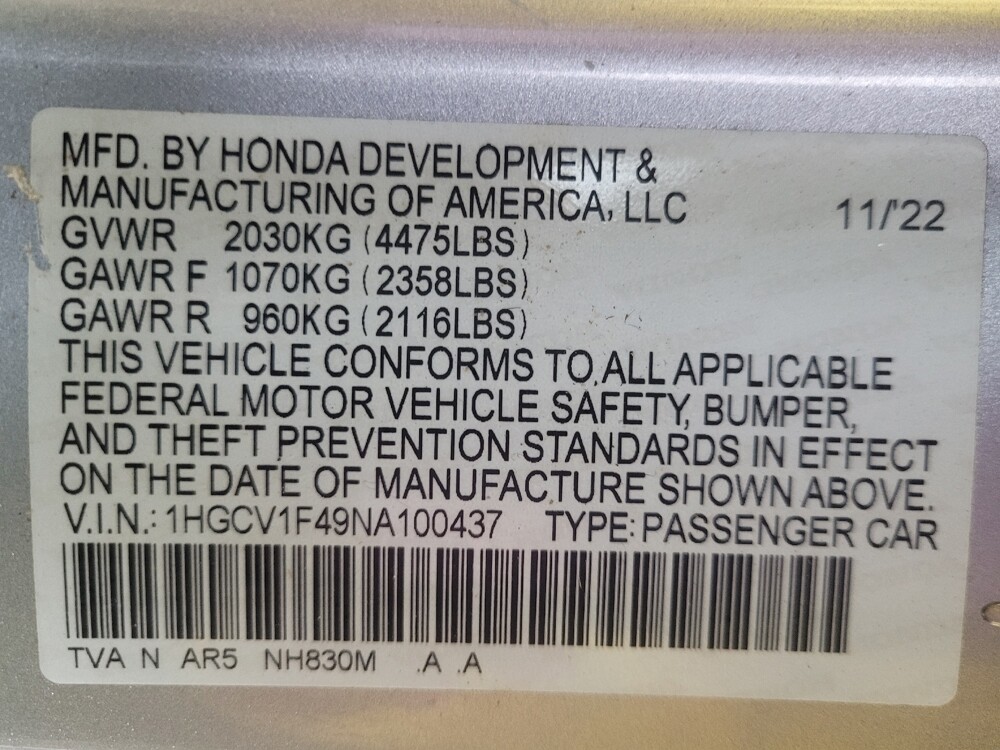 MFD. BY HONDA DEVELOPMENT &
MANUFACTURING OF AMERICA, LLC 11/'22
GVWR 2030KG (4475LBS)
GAWR F 1070KG (2358LBS)
GAWR R 960KG (2116LBS)
THIS VEHICLE CONFORMS TO ALL APPLICABLE
FEDERAL MOTOR VEHICLE SAFETY, BUMPER,
AND THEFT PREVENTION STANDARDS IN EFFECT
ON THE DATE OF MANUFACTURE SHOWN ABOVE.
V.I.N.: 1HGCV1F49NA100437 TYPE: PASSENGER CAR
TVA N AR5 NH830M .A .A